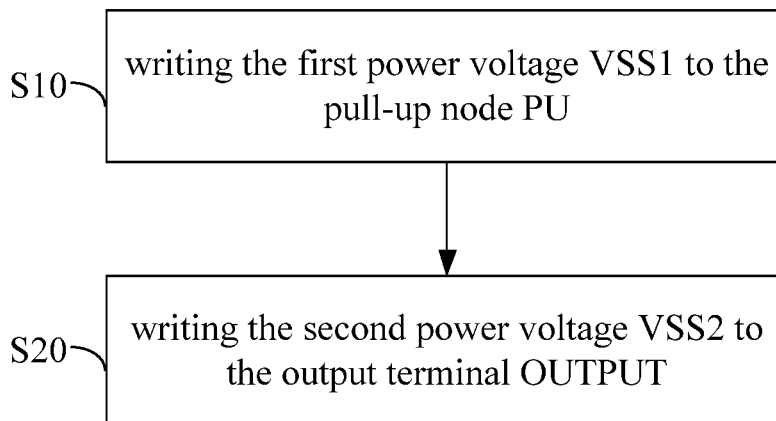 S10
writing the first power voltage VSS1 to the
pull-up node PU
S20
writing the second power voltage VSS2 to
the output terminal OUTPUT